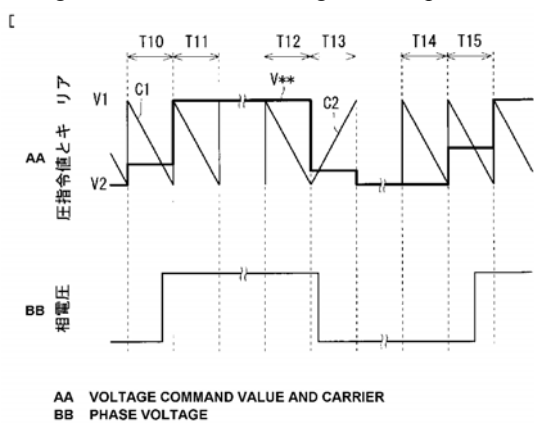 T10 T11 T12 T13 T14 T15
V1 C1 V** C2
AA
圧指令値とキ リア
V2
BB
相電圧
AA VOLTAGE COMMAND VALUE AND CARRIER
BB PHASE VOLTAGE